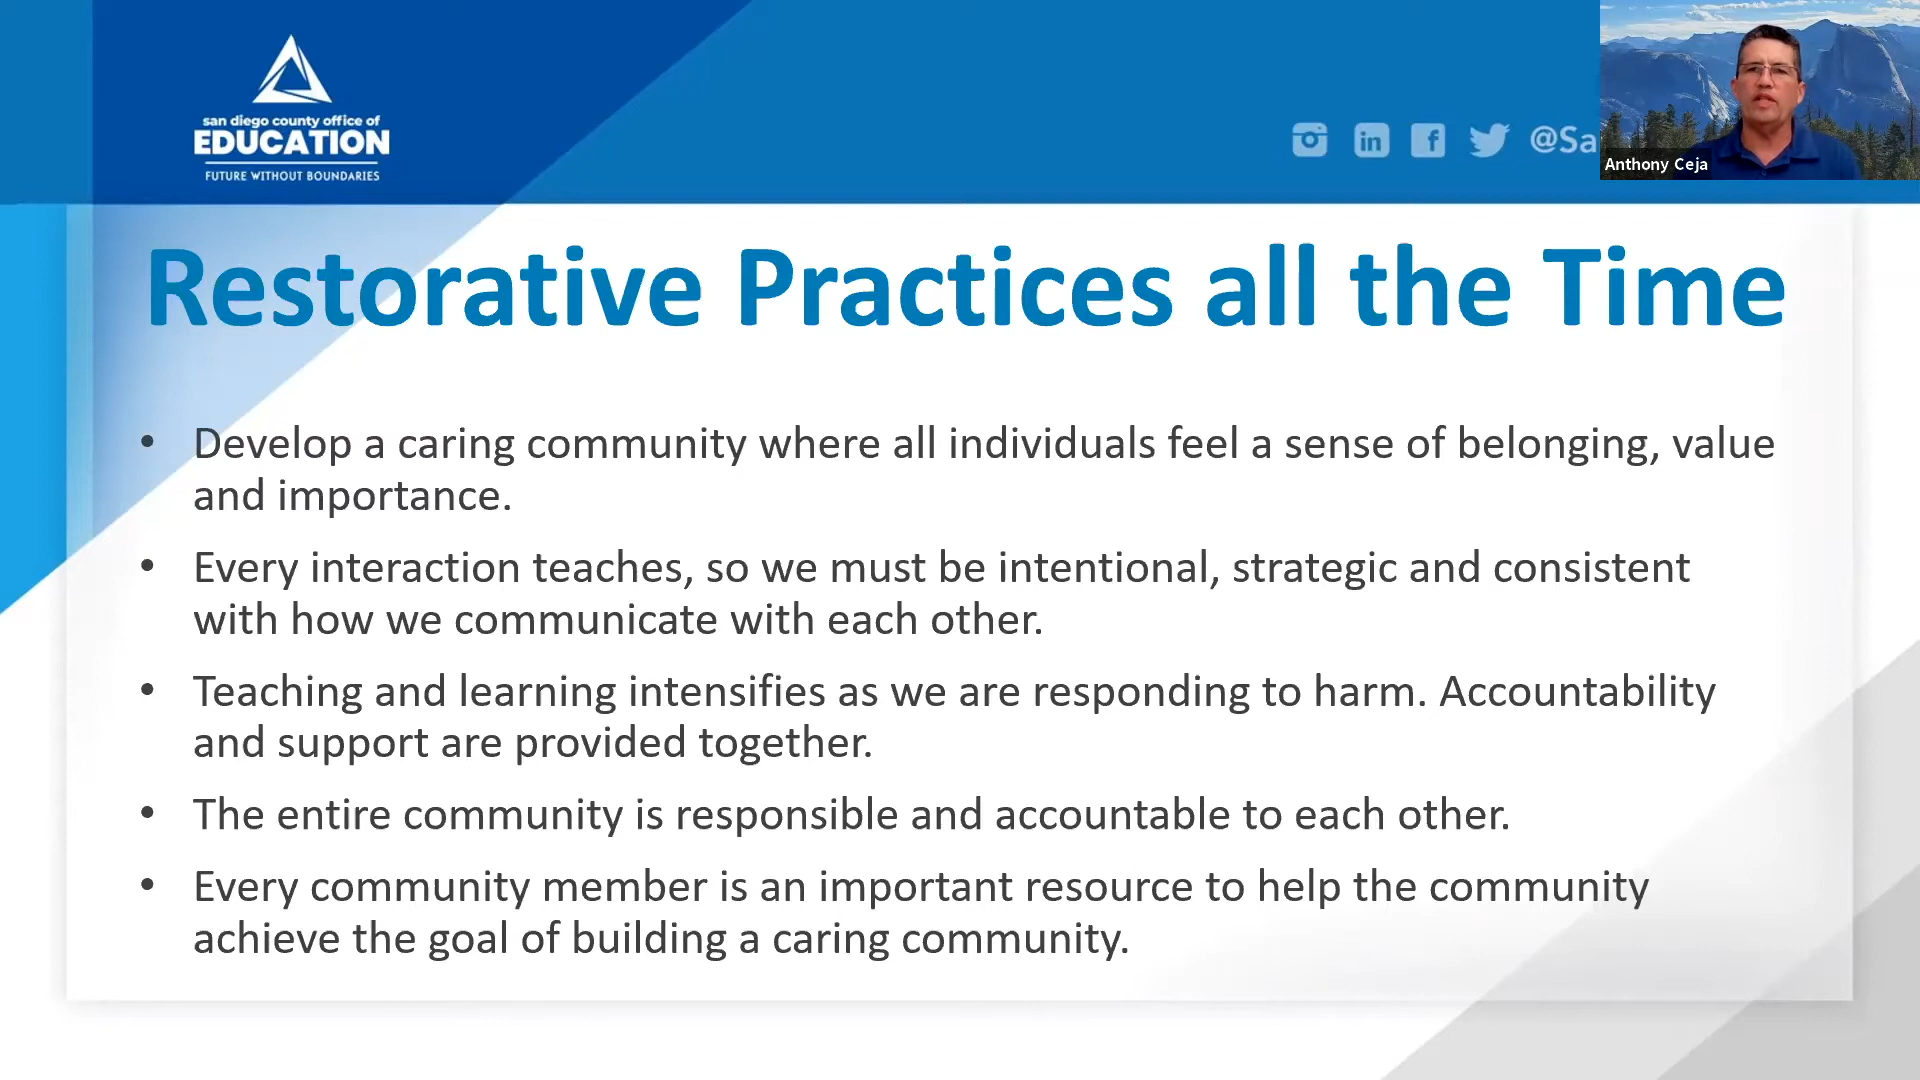 san diego county office of
EDUCATION
FUTURE WITHOUT BOUNDARIES
@Sa
Anthony Ceja
Restorative Practices all the Time
• Develop a caring community where all individuals feel a sense of belonging, value
and importance.
• Every interaction teaches, so we must be intentional, strategic and consistent
with how we communicate with each other.
• Teaching and learning intensifies as we are responding to harm. Accountability
and support are provided together.
• The entire community is responsible and accountable to each other.
• Every community member is an important resource to help the community
achieve the goal of building a caring community.